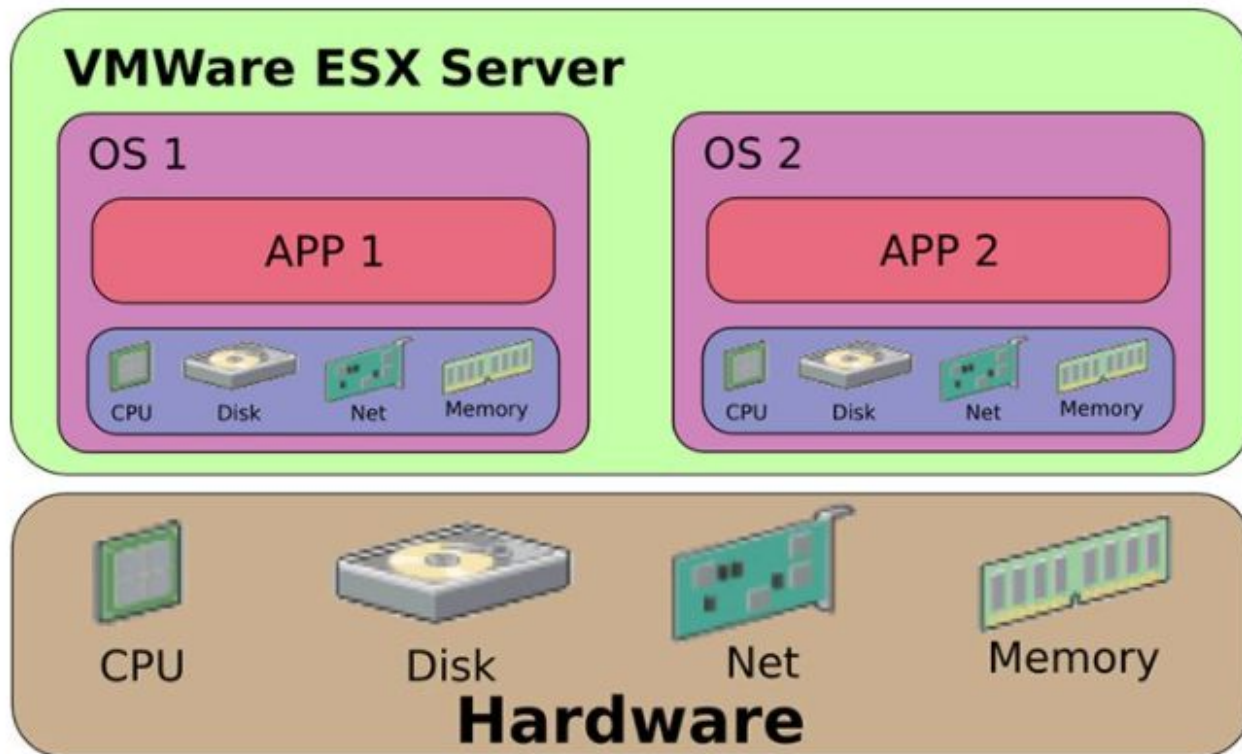 VMWare ESX Server
OS 1
APP 1
CPU Disk Net Memory
OS 2
APP 2
CPU Disk Net Memory
CPU Disk Net Memory
Hardware